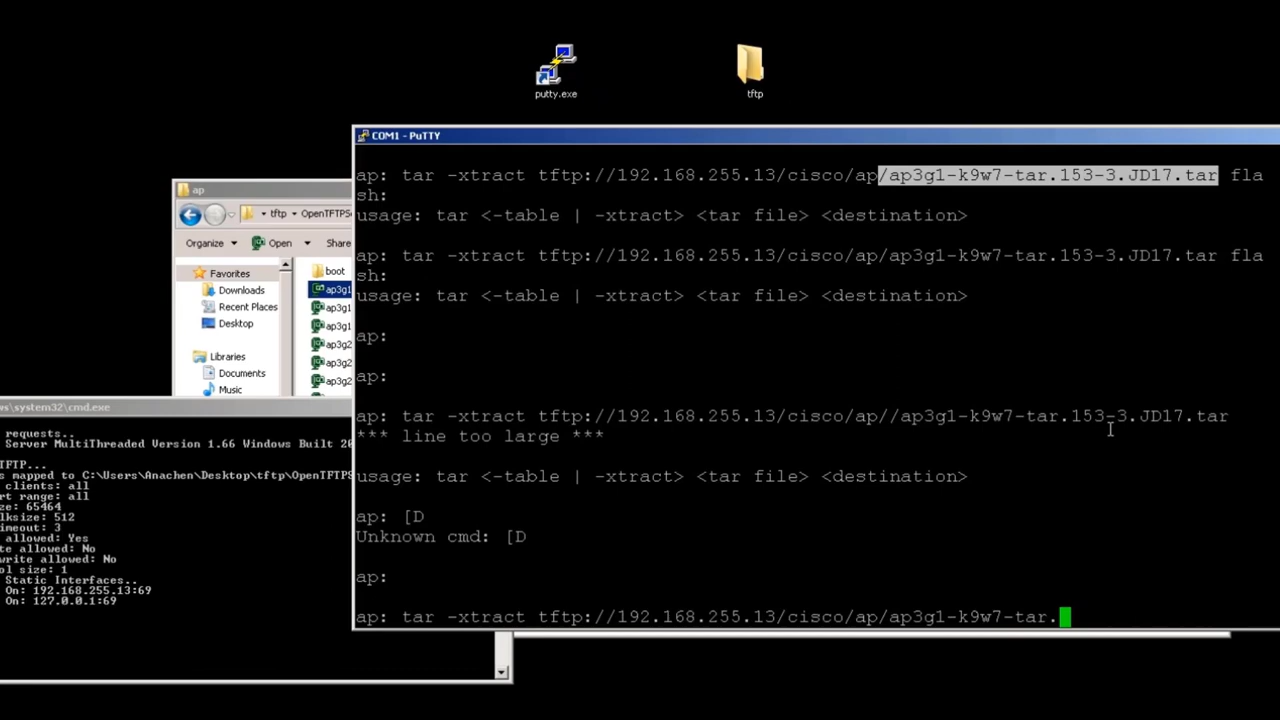 putty.exe
tftp
COM1 - PuTTY
ap: tar -xtract tftp://192.168.255.13/cisco/ap/ap3g1-k9w7-tar.153-3.JD17.tar fla
sh:
usage: tar <-table | -xtract> <tar file> <destination>
ap: tar -xtract tftp://192.168.255.13/cisco/ap/ap3g1-k9w7-tar.153-3.JD17.tar fla
sh:
usage: tar <-table | -xtract> <tar file> <destination>
ap:
ap:
ap: tar -xtract tftp://192.168.255.13/cisco/ap//ap3g1-k9w7-tar.153-3.JD17.tar
*** line too large ***
usage: tar <-table | -xtract> <tar file> <destination>
ap: [D
Unknown cmd: [D
ap:
ap: tar -xtract tftp://192.168.255.13/cisco/ap/ap3g1-k9w7-tar.
ap
tftp
OpenTFTPS
Organize
Open
Share
Favorites
Downloads
Recent Places
Desktop
Libraries
Documents
Music
boot
ap3g1
ap3g1
ap3g1
ap3g2
ap3g2
ap3g2
ws\system32\cmd.exe
requests..
Server MultiThreaded Version 1.66 Windows Built 20
TFTP...
s mapped to C:\Users\Anachen\Desktop\tftp\OpenTFTPS
clients: all
rt range: all
ze: 65464
lksize: 512
imeout: 3
allowed: Yes
te allowed: No
write allowed: No
ol size: 1
Static Interfaces..
On: 192.168.255.13:69
On: 127.0.0.1:69